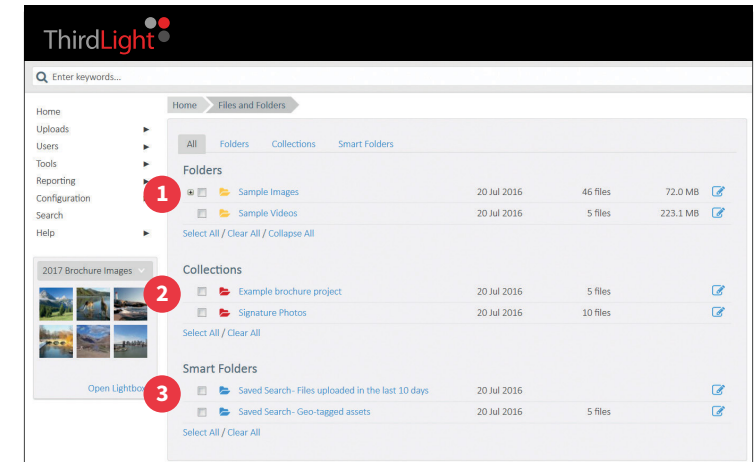 ThirdLight
Enter keywords...
Home
Uploads
Users
Tools
Reporting
Configuration
Search
Help
2017 Brochure Images
Open Lightbox
Home Files and Folders
All Folders Collections Smart Folders
Folders
1 Sample Images 20 Jul 2016 46 files 72.0 MB
Sample Videos 20 Jul 2016 5 files 223.1 MB
Select All / Clear All / Collapse All
Collections
2 Example brochure project 20 Jul 2016 5 files
Signature Photos 20 Jul 2016 10 files
Select All / Clear All
Smart Folders
3 Saved Search- Files uploaded in the last 10 days 20 Jul 2016
Saved Search- Geo-tagged assets 20 Jul 2016 5 files
Select All / Clear All